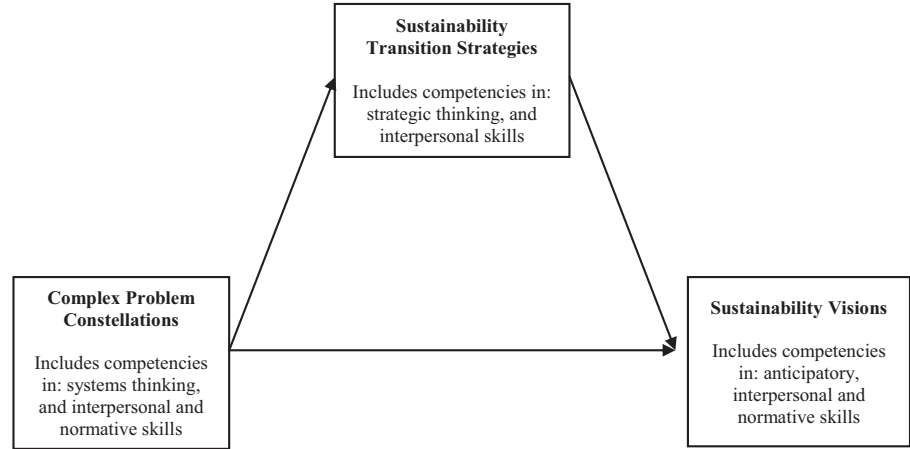 Sustainability
Transition Strategies
Includes competencies in:
strategic thinking, and
interpersonal skills
Complex Problem
Constellations
Includes competencies
in: systems thinking,
and interpersonal and
normative skills
Sustainability Visions
Includes competencies
in: anticipatory,
interpersonal and
normative skills